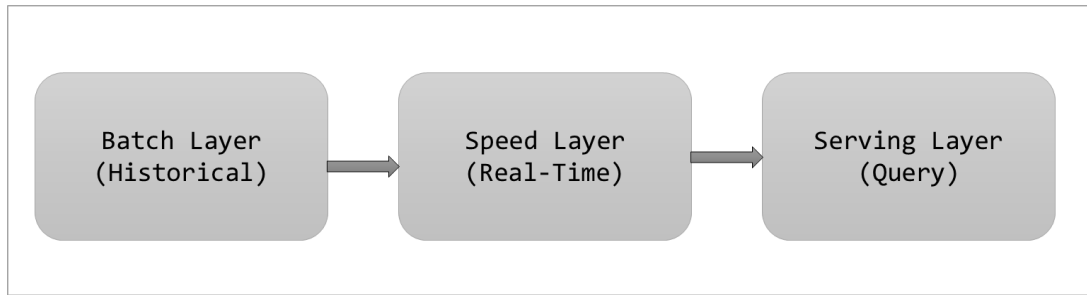 Batch Layer
(Historical)
Speed Layer
(Real-Time)
Serving Layer
(Query)